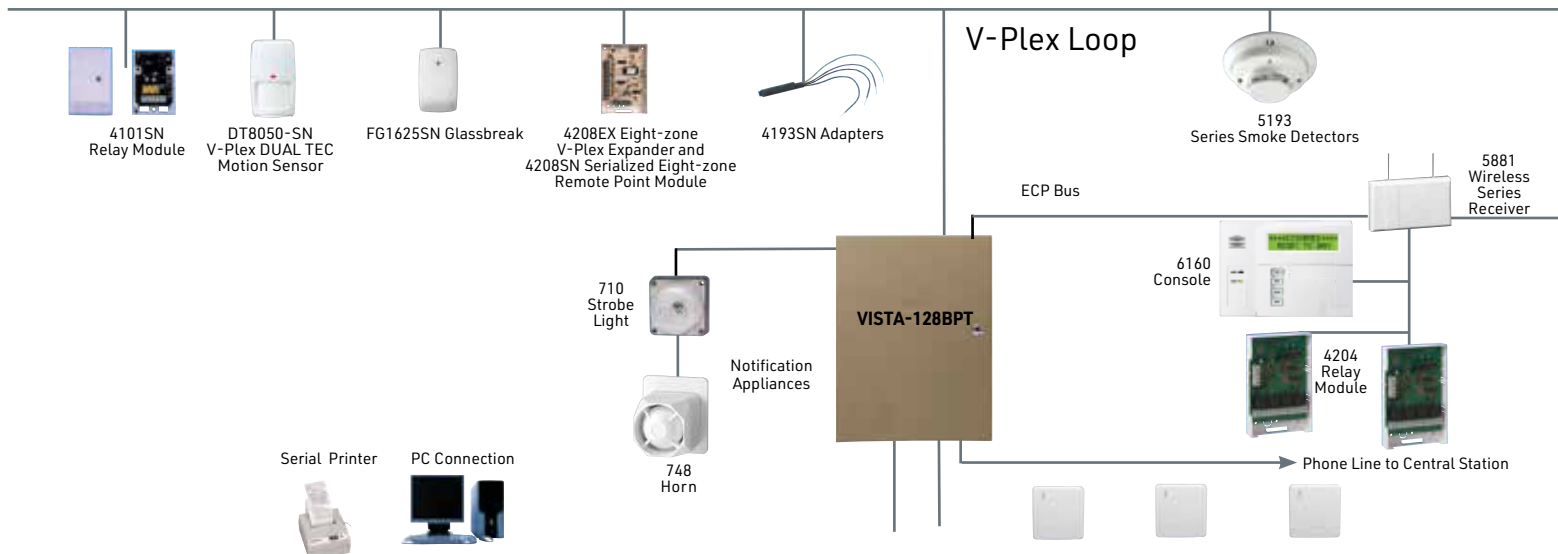 V-Plex Loop
4101SN
Relay Module
DT8050-SN
V-Plex DUAL TEC
Motion Sensor
FG1625SN Glassbreak
4208EX Eight-zone
V-Plex Expander and
4208SN Serialized Eight-zone
Remote Point Module
4193SN Adapters
5193
Series Smoke Detectors
5881
Wireless
Series
Receiver
ECP Bus
6160
Console
710
Strobe
Light
VISTA-128BPT
Notification
Appliances
4204
Relay
Module
748
Horn
Serial Printer
PC Connection
Phone Line to Central Station